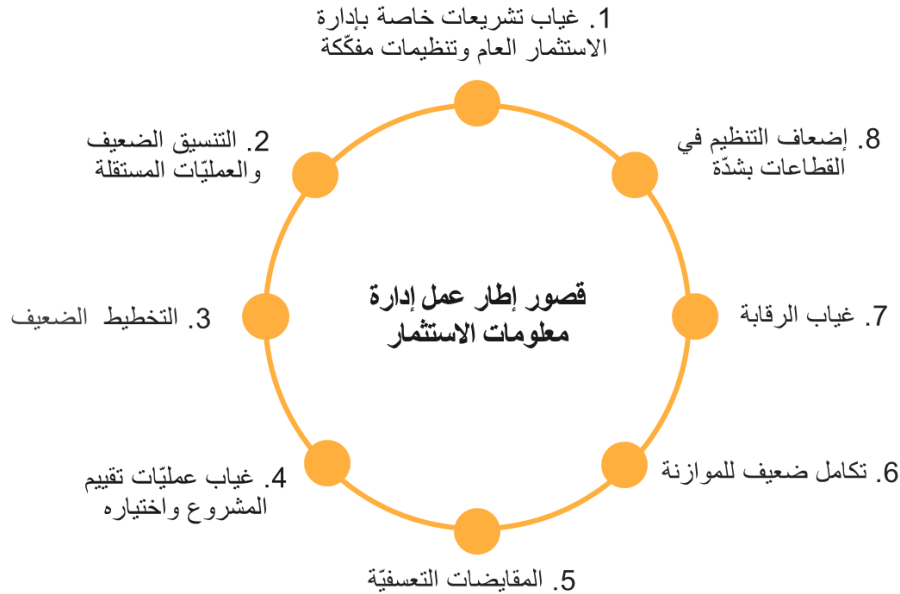 1. غياب تشريعات خاصة بإدارة
الاستثمار العام وتنظيمات مفكّكة
2. التنسيق الضعيف
والعمليّات المستقلة
3. التخطيط الضعيف
4. غياب عمليّات تقييم
المشروع واختياره
5. المقايضات التعسفيّة
6. تكامل ضعيف للموازنة
7. غياب الرقابة
8. إضعاف التنظيم في
القطاعات بشدّة
قصور إطار عمل إدارة
معلومات الاستثمار